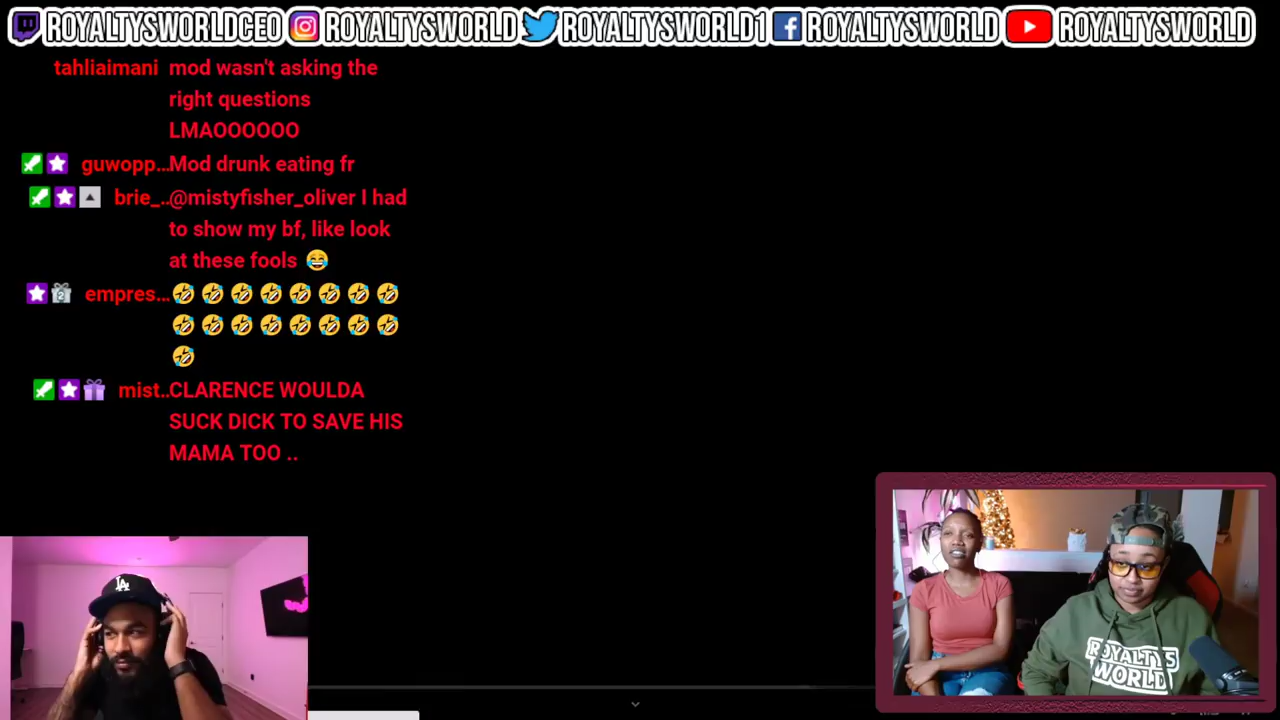 ROYALTYSWORLDCEO ROYALTYSWORLD ROYALTYSWORLD1 ROYALTYSWORLD ROYALTYSWORLD
tahliaimani mod wasn't asking the
right questions
LMAOOOOOO
guwopp... Mod drunk eating fr
brie_.. @mistyfisher_oliver I had
to show my bf, like look
at these fools 😂
empres... 🤣 🤣 🤣 🤣 🤣 🤣 🤣 🤣
🤣 🤣 🤣 🤣 🤣 🤣 🤣 🤣
🤣
mist.. CLARENCE WOULDA
SUCK DICK TO SAVE HIS
MAMA TOO ..
LA
ROYALTYS
WORLD